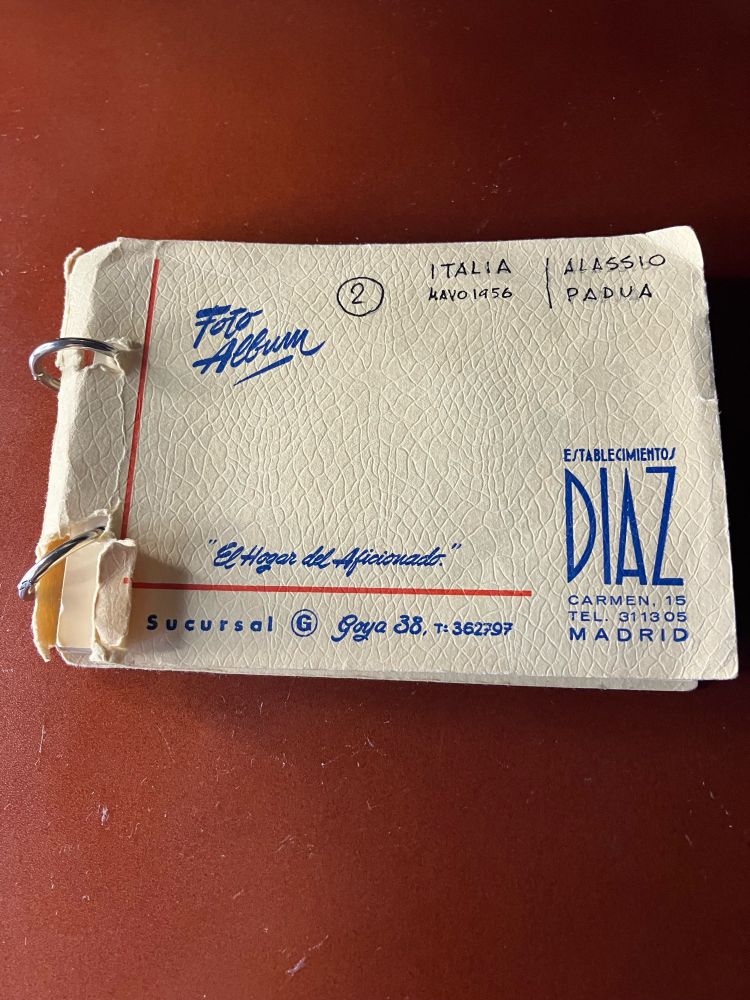 2
ITALIA | ALASSIO
MAYO 1956 | PADUA
Foto
Album
ESTABLECIMIENTOS
DIAZ
CARMEN, 15
TEL. 311305
MADRID
"El Hogar del Aficionado."
Sucursal G Goya 38, T: 362797